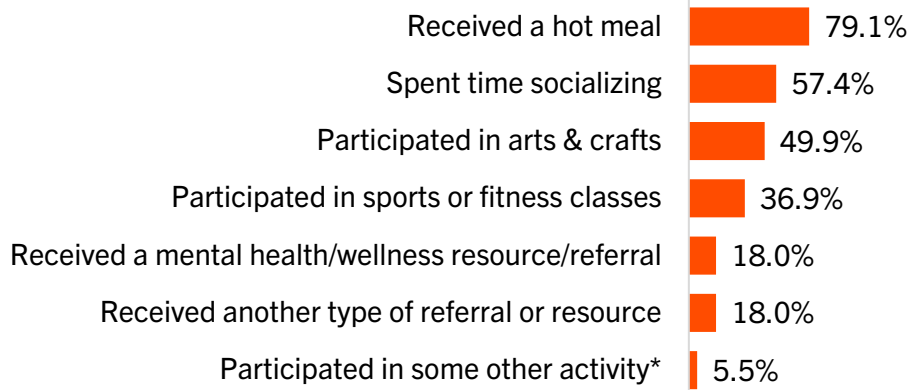 Received a hot meal 79.1%
Spent time socializing 57.4%
Participated in arts & crafts 49.9%
Participated in sports or fitness classes 36.9%
Received a mental health/wellness resource/referral 18.0%
Received another type of referral or resource 18.0%
Participated in some other activity* 5.5%